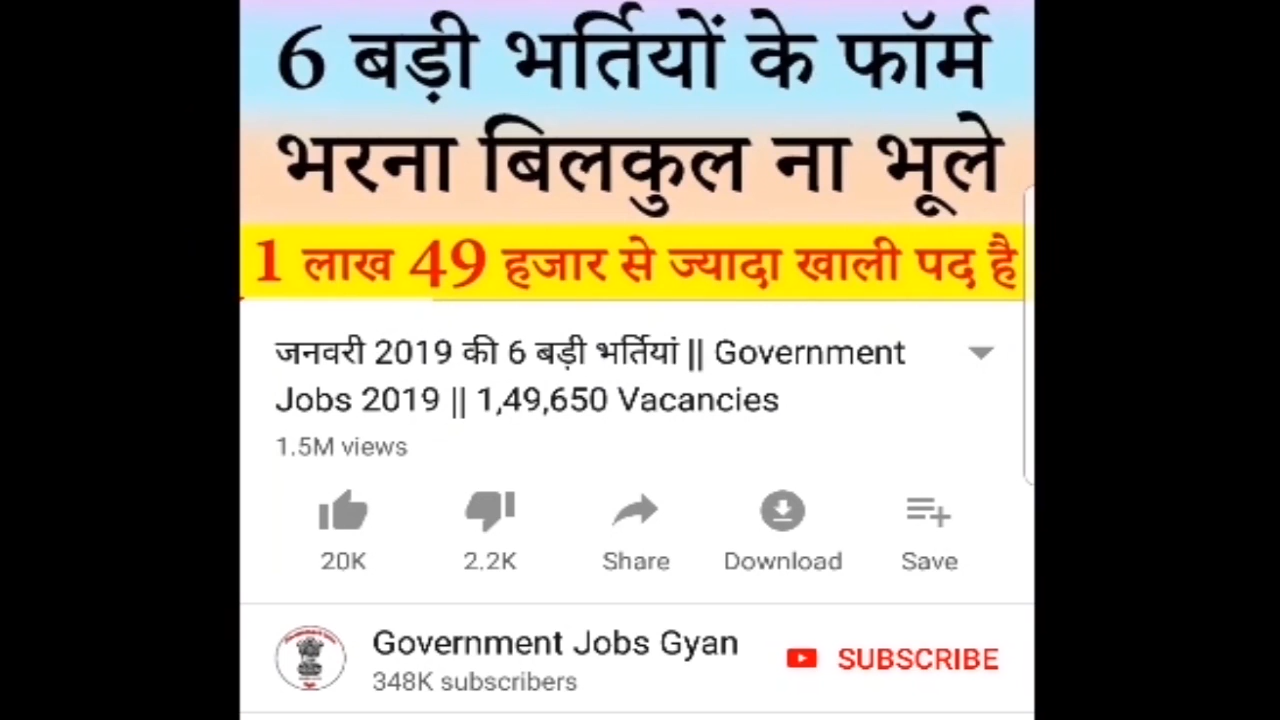 6 बड़ी भर्तियों के फॉर्म
भरना बिलकुल ना भूले
1 लाख 49 हजार से ज्यादा खाली पद है
जनवरी 2019 की 6 बड़ी भर्तियां || Government
Jobs 2019 || 1,49,650 Vacancies
1.5M views
20K 2.2K Share Download Save
Government Jobs Gyan
348K subscribers
SUBSCRIBE